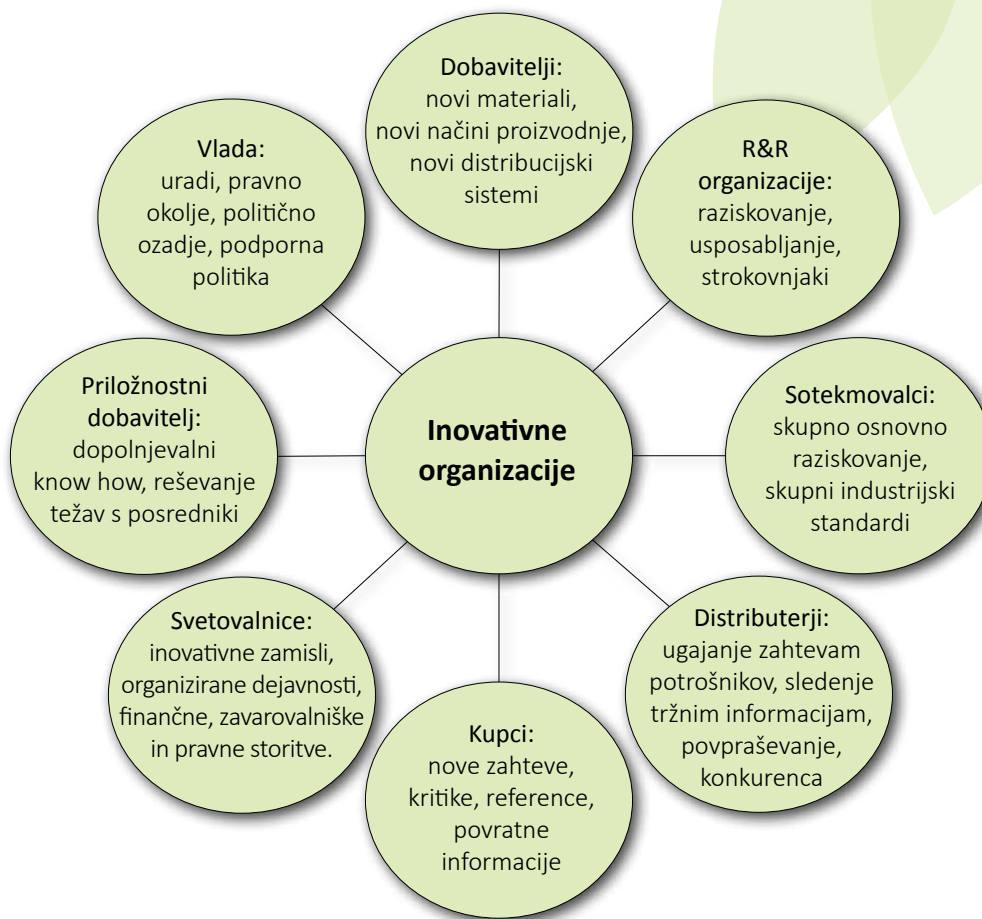 Dobavitelji:
novi materiali,
novi načini proizvodnje,
novi distribucijski
sistemi
Vlada:
uradi, pravno
okolje, politično
ozadje, podporna
politika
R&R
organizacije:
raziskovanje,
usposabljanje,
strokovnjaki
Priložnostni
dobavitelj:
dopolnjevalni
know how, reševanje
težav s posredniki
Inovativne
organizacije
Sotekmovalci:
skupno osnovno
raziskovanje,
skupni industrijski
standardi
Svetovalnice:
inovativne zamisli,
organizirane dejavnosti,
finančne, zavarovalniške
in pravne storitve.
Kupci:
nove zahteve,
kritike, reference,
povratne
informacije
Distributerji:
ugajanje zahtevam
potrošnikov, sledenje
tržnim informacijam,
povpraševanje,
konkurenca